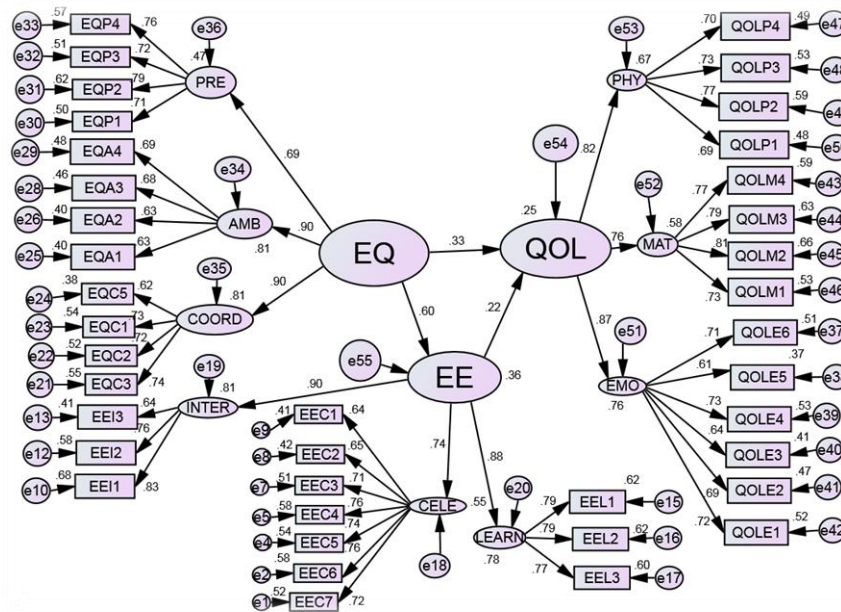 e33 .57 EQP4 .76
e32 .51 EQP3 .72
e31 .62 EQP2 .79
e30 .50 EQP1 .71
e36
.47
PRE
e29 .48 EQA4 .69
e28 .46 EQA3 .68
e26 .40 EQA2 .63
e25 .40 EQA1 .63
e34
AMB
.81
.69
.90
.90
e24 .38 EQC5 .62
e23 .54 EQC1 .73
e22 .52 EQC2 .72
e21 .55 EQC3 .74
e35
.81
COORD
EQ
.33
.60
e54
.25
QOL
.22
e55
EE
.36
.90
.74
.88
e19
.81
INTER
e13 .41 EEI3 .64
e12 .58 EEI2 .76
e10 .68 EEI1 .83
e9 .41 EEC1 .64
e8 .42 EEC2 .65
e7 .51 EEC3 .71
e5 .58 EEC4 .76
e4 .54 EEC5 .74
e2 .58 EEC6 .76
e1 .52 EEC7 .72
CELE
.55
e18
e20
LEARN
.78
.79 EEL1 .62 e15
.79 EEL2 .62 e16
.77 EEL3 .60 e17
.82
.76
.87
e53
.67
PHY
.70 QOLP4 .49 e47
.73 QOLP3 .53
.77 QOLP2 .59
.69 QOLP1 .48
e52
.58
MAT
.77 QOLM4 .59 e43
.79 QOLM3 .63 e44
.81 QOLM2 .66 e45
.73 QOLM1 .53 e46
e51
EMO
.76
.71 QOLE6 .51 e37
.61 QOLE5 .37
.73 QOLE4 .53 e39
.64 QOLE3 .41 e40
.69 QOLE2 .47 e41
.72 QOLE1 .52 e42